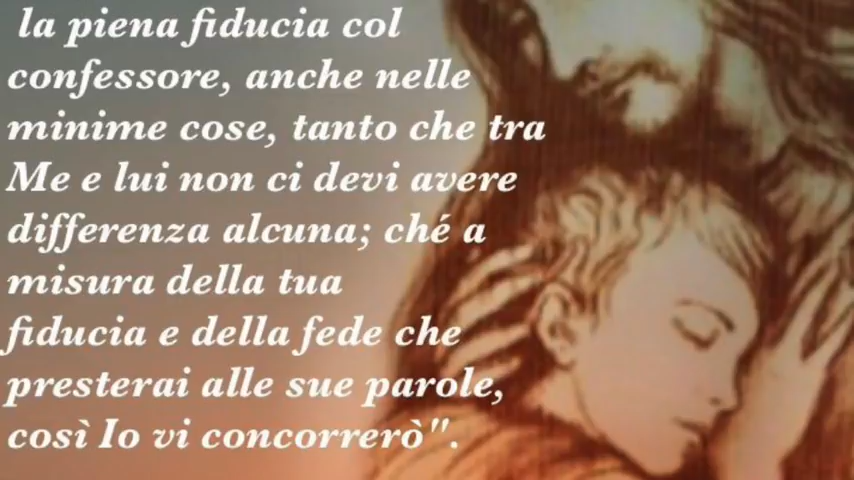 la piena fiducia col
confessore, anche nelle
minime cose, tanto che tra
Me e lui non ci devi avere
differenza alcuna; ché a
misura della tua
fiducia e della fede che
presterai alle sue parole,
così Io vi concorrerò".